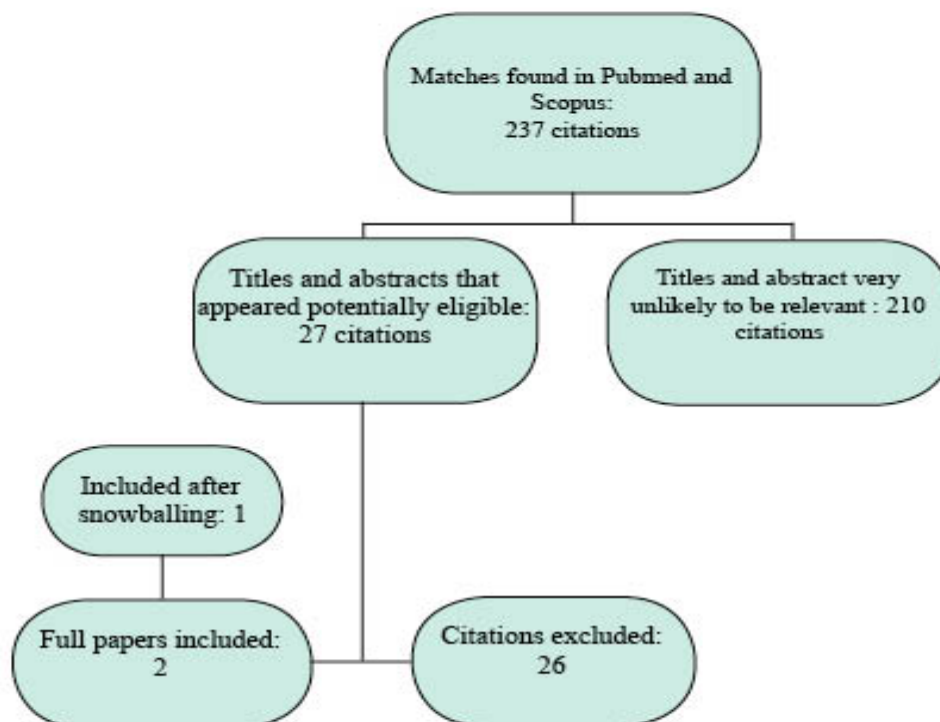 Matches found in Pubmed and
Scopus:
237 citations
Titles and abstracts that
appeared potentially eligible:
27 citations
Titles and abstract very
unlikely to be relevant : 210
citations
Included after
snowballing: 1
Full papers included:
2
Citations excluded:
26